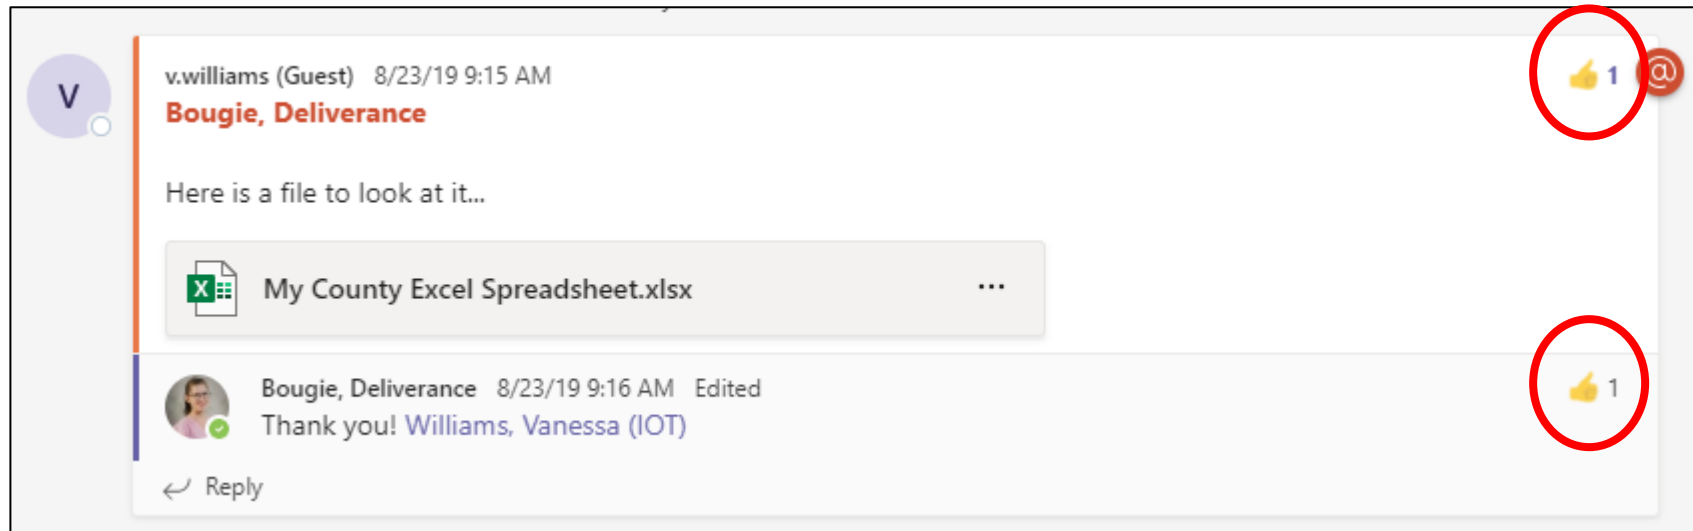 V
v.williams (Guest) 8/23/19 9:15 AM
1
@
Bougie, Deliverance
Here is a file to look at it...
X
My County Excel Spreadsheet.xlsx
...
Bougie, Deliverance 8/23/19 9:16 AM Edited
1
Thank you! Williams, Vanessa (IOT)
Reply